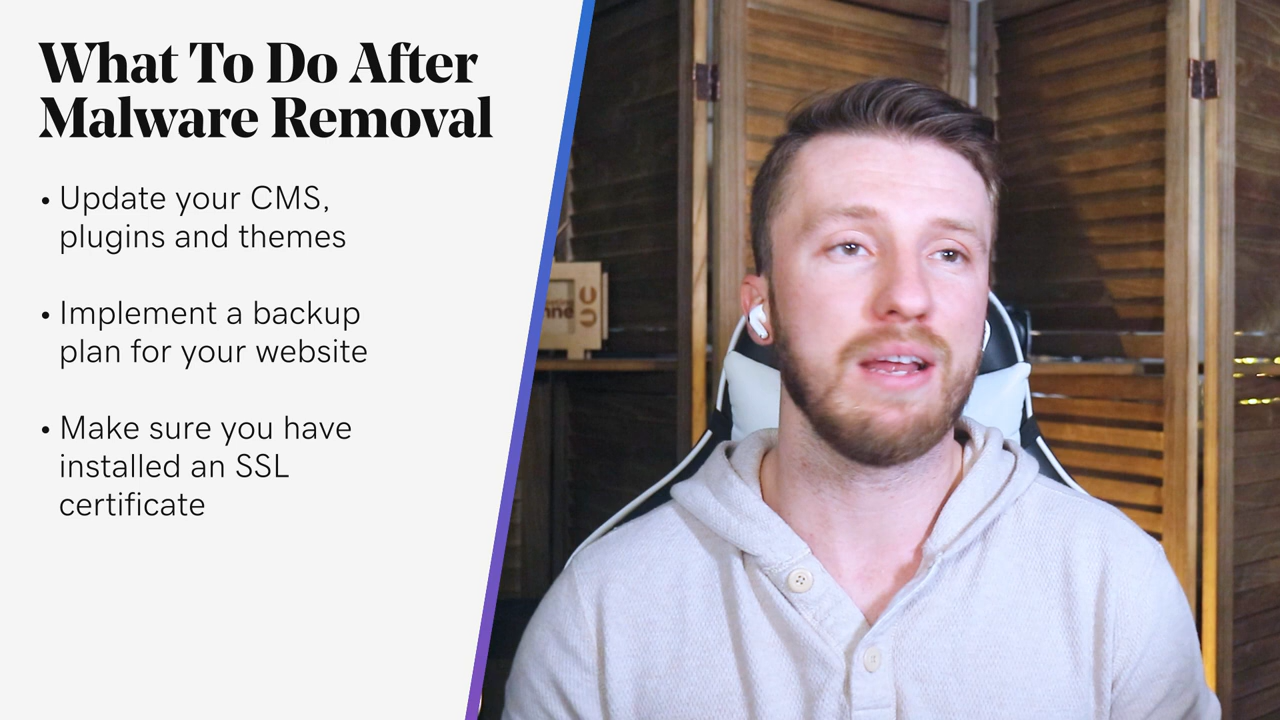 What To Do After
Malware Removal
• Update your CMS,
plugins and themes
• Implement a backup
plan for your website
• Make sure you have
installed an SSL
certificate